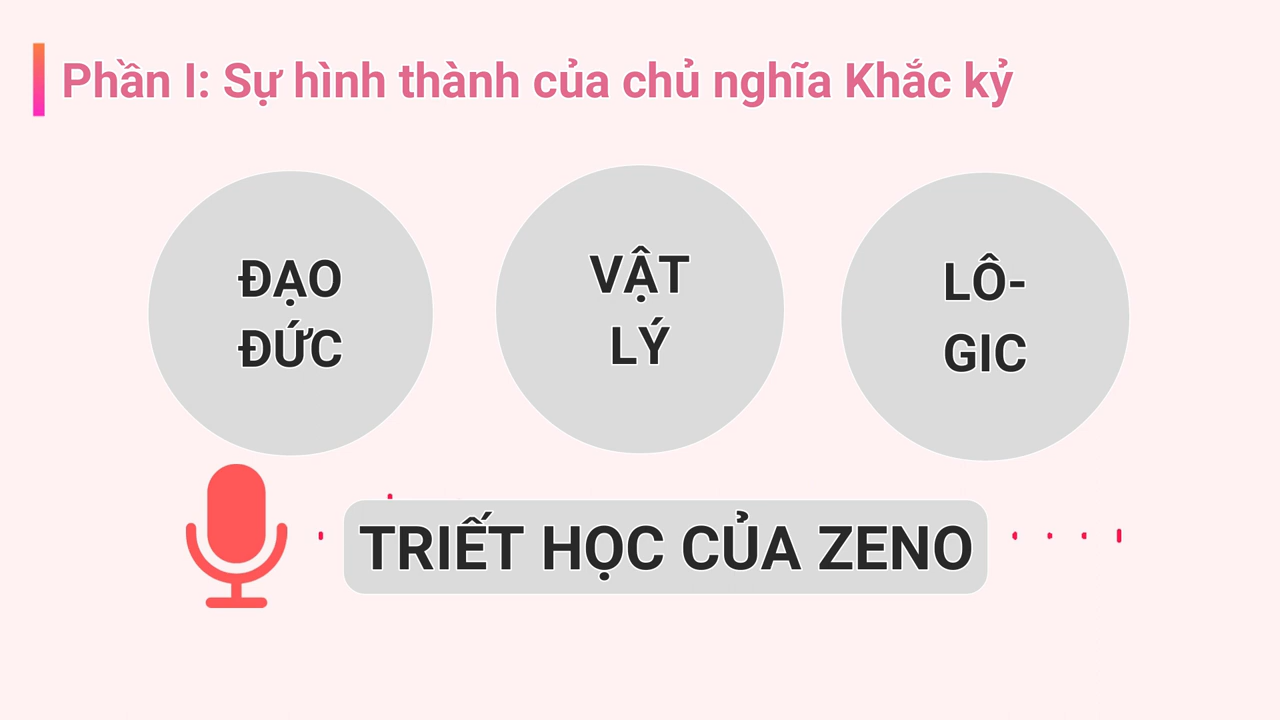 Phần I: Sự hình thành của chủ nghĩa Khắc kỷ
ĐẠO
ĐỨC
VẬT
LÝ
LÔ-
GIC
TRIẾT HỌC CỦA ZENO